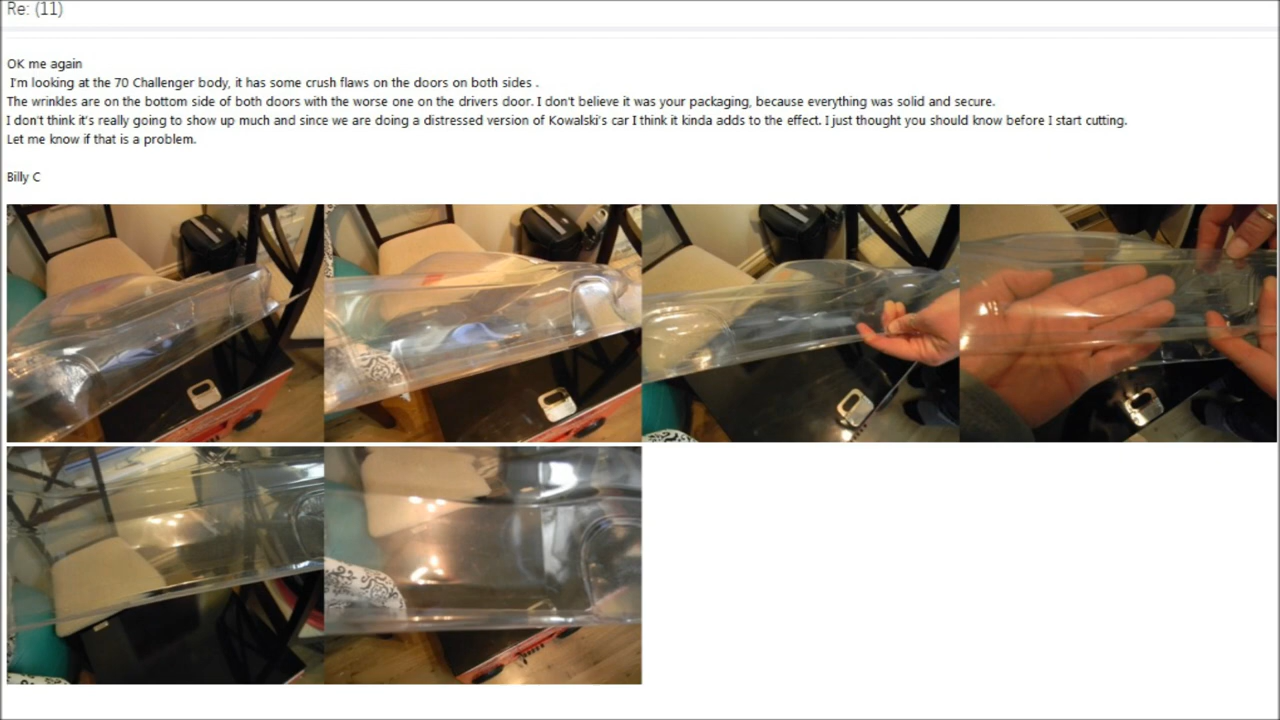 Re: (11)
OK me again
I'm looking at the 70 Challenger body, it has some crush flaws on the doors on both sides .
The wrinkles are on the bottom side of both doors with the worse one on the drivers door. I don't believe it was your packaging, because everything was solid and secure.
I don't think it's really going to show up much and since we are doing a distressed version of Kowalski's car I think it kinda adds to the effect. I just thought you should know before I start cutting.
Let me know if that is a problem.
Billy C